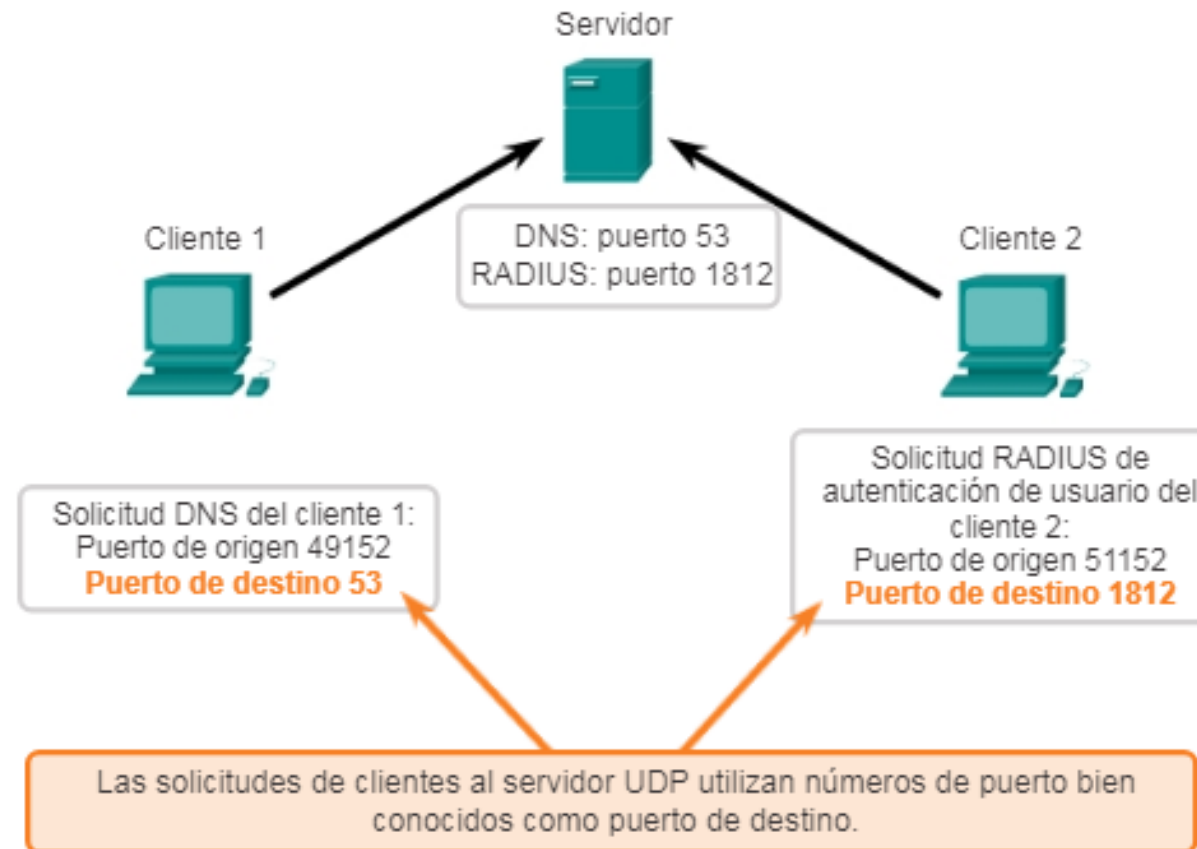 Servidor
Cliente 1
DNS: puerto 53
RADIUS: puerto 1812
Cliente 2
Solicitud DNS del cliente 1:
Puerto de origen 49152
Puerto de destino 53
Solicitud RADIUS de
autenticación de usuario del
cliente 2:
Puerto de origen 51152
Puerto de destino 1812
Las solicitudes de clientes al servidor UDP utilizan números de puerto bien
conocidos como puerto de destino.